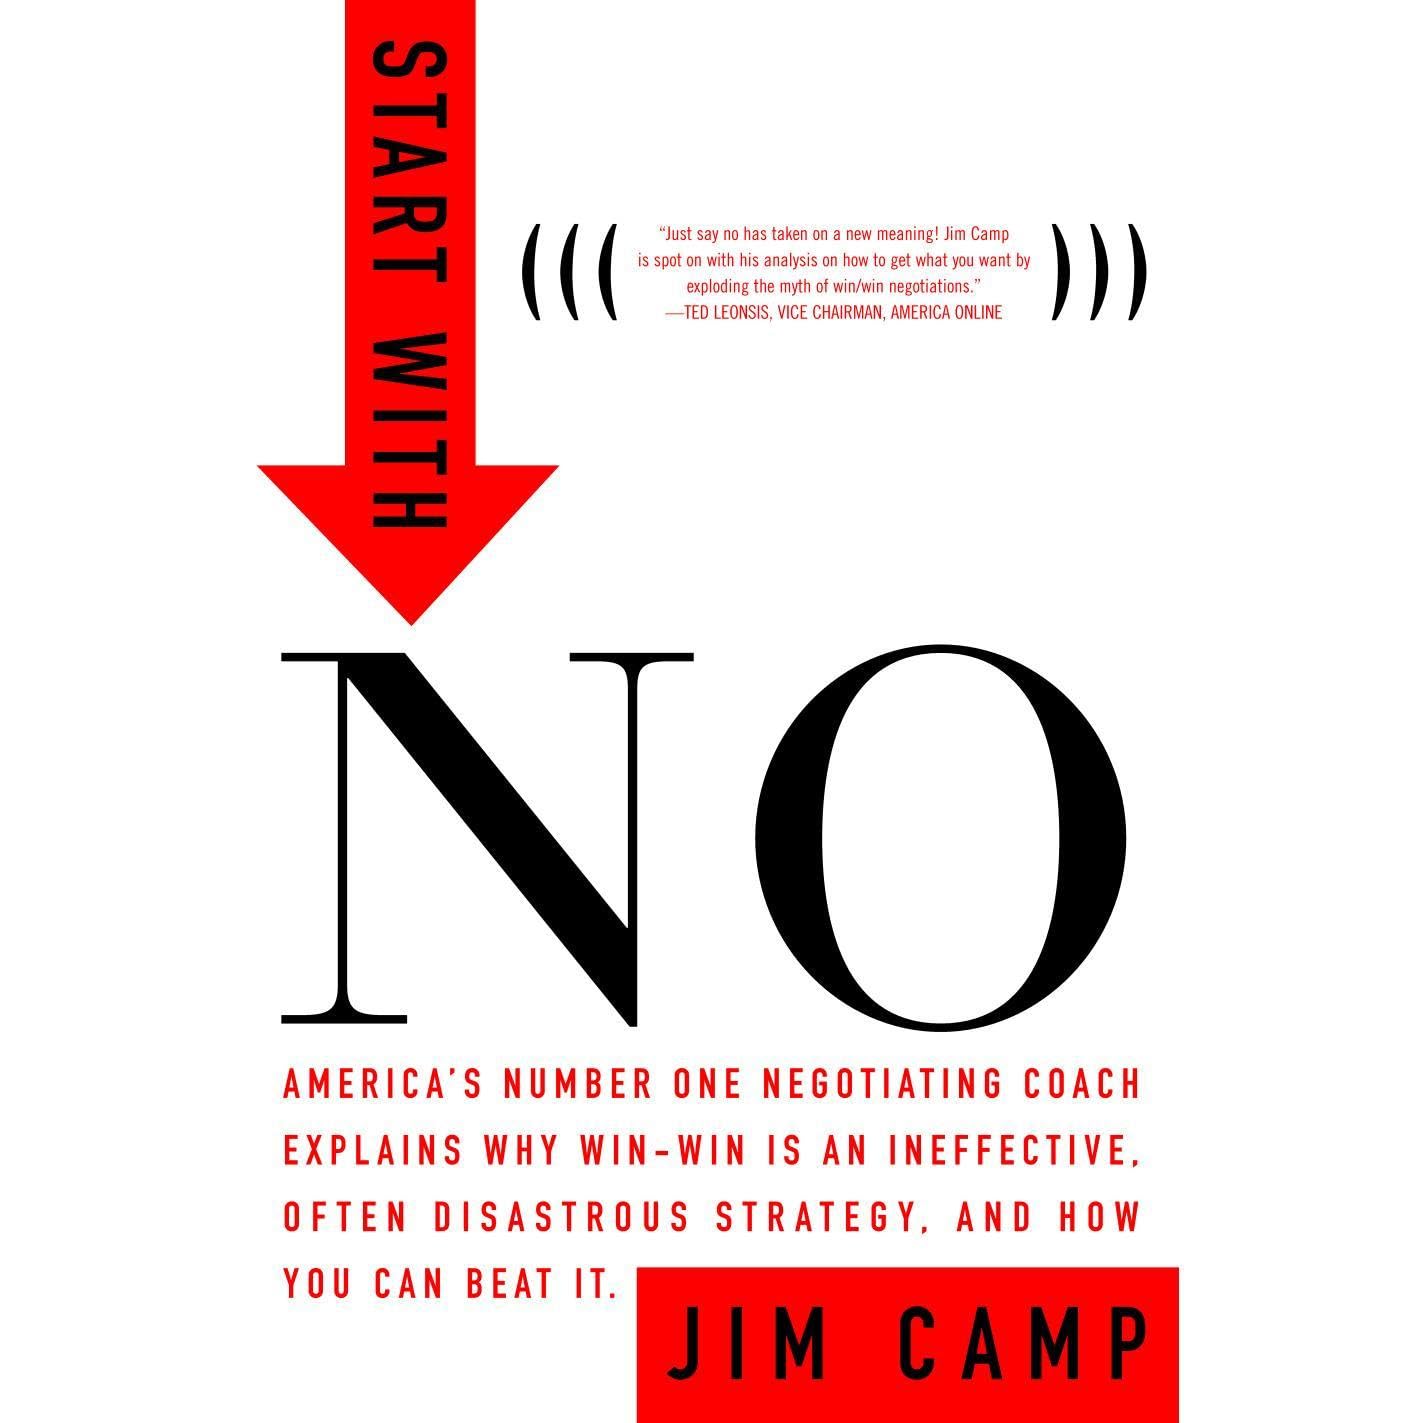 START WITH
“Just say no has taken on a new meaning! Jim Camp
is spot on with his analysis on how to get what you want by
exploding the myth of win/win negotiations.”
—TED LEONSIS, VICE CHAIRMAN, AMERICA ONLINE
NO
AMERICA’S NUMBER ONE NEGOTIATING COACH
EXPLAINS WHY WIN-WIN IS AN INEFFECTIVE,
OFTEN DISASTROUS STRATEGY, AND HOW
YOU CAN BEAT IT.
JIM CAMP